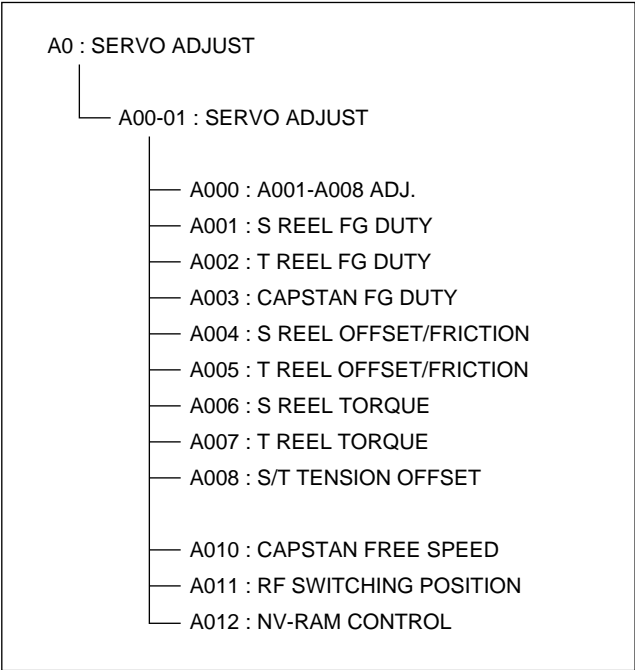 A0 : SERVO ADJUST
A00-01 : SERVO ADJUST
A000 : A001-A008 ADJ.
A001 : S REEL FG DUTY
A002 : T REEL FG DUTY
A003 : CAPSTAN FG DUTY
A004 : S REEL OFFSET/FRICTION
A005 : T REEL OFFSET/FRICTION
A006 : S REEL TORQUE
A007 : T REEL TORQUE
A008 : S/T TENSION OFFSET
A010 : CAPSTAN FREE SPEED
A011 : RF SWITCHING POSITION
A012 : NV-RAM CONTROL